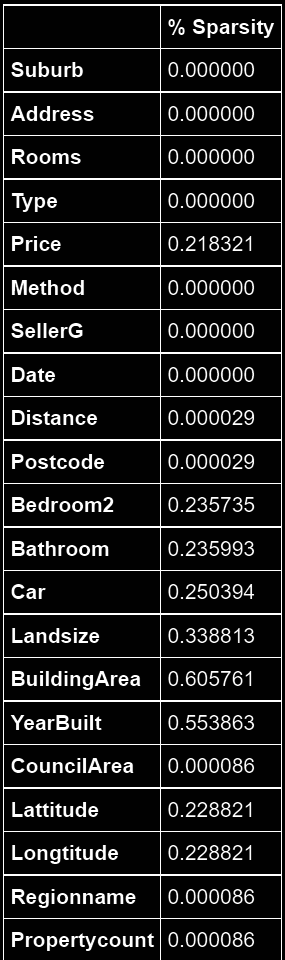 % Sparsity
Suburb 0.000000
Address 0.000000
Rooms 0.000000
Type 0.000000
Price 0.218321
Method 0.000000
SellerG 0.000000
Date 0.000000
Distance 0.000029
Postcode 0.000029
Bedroom2 0.235735
Bathroom 0.235993
Car 0.250394
Landsize 0.338813
BuildingArea 0.605761
YearBuilt 0.553863
CouncilArea 0.000086
Lattitude 0.228821
Longtitude 0.228821
Regionname 0.000086
Propertycount 0.000086